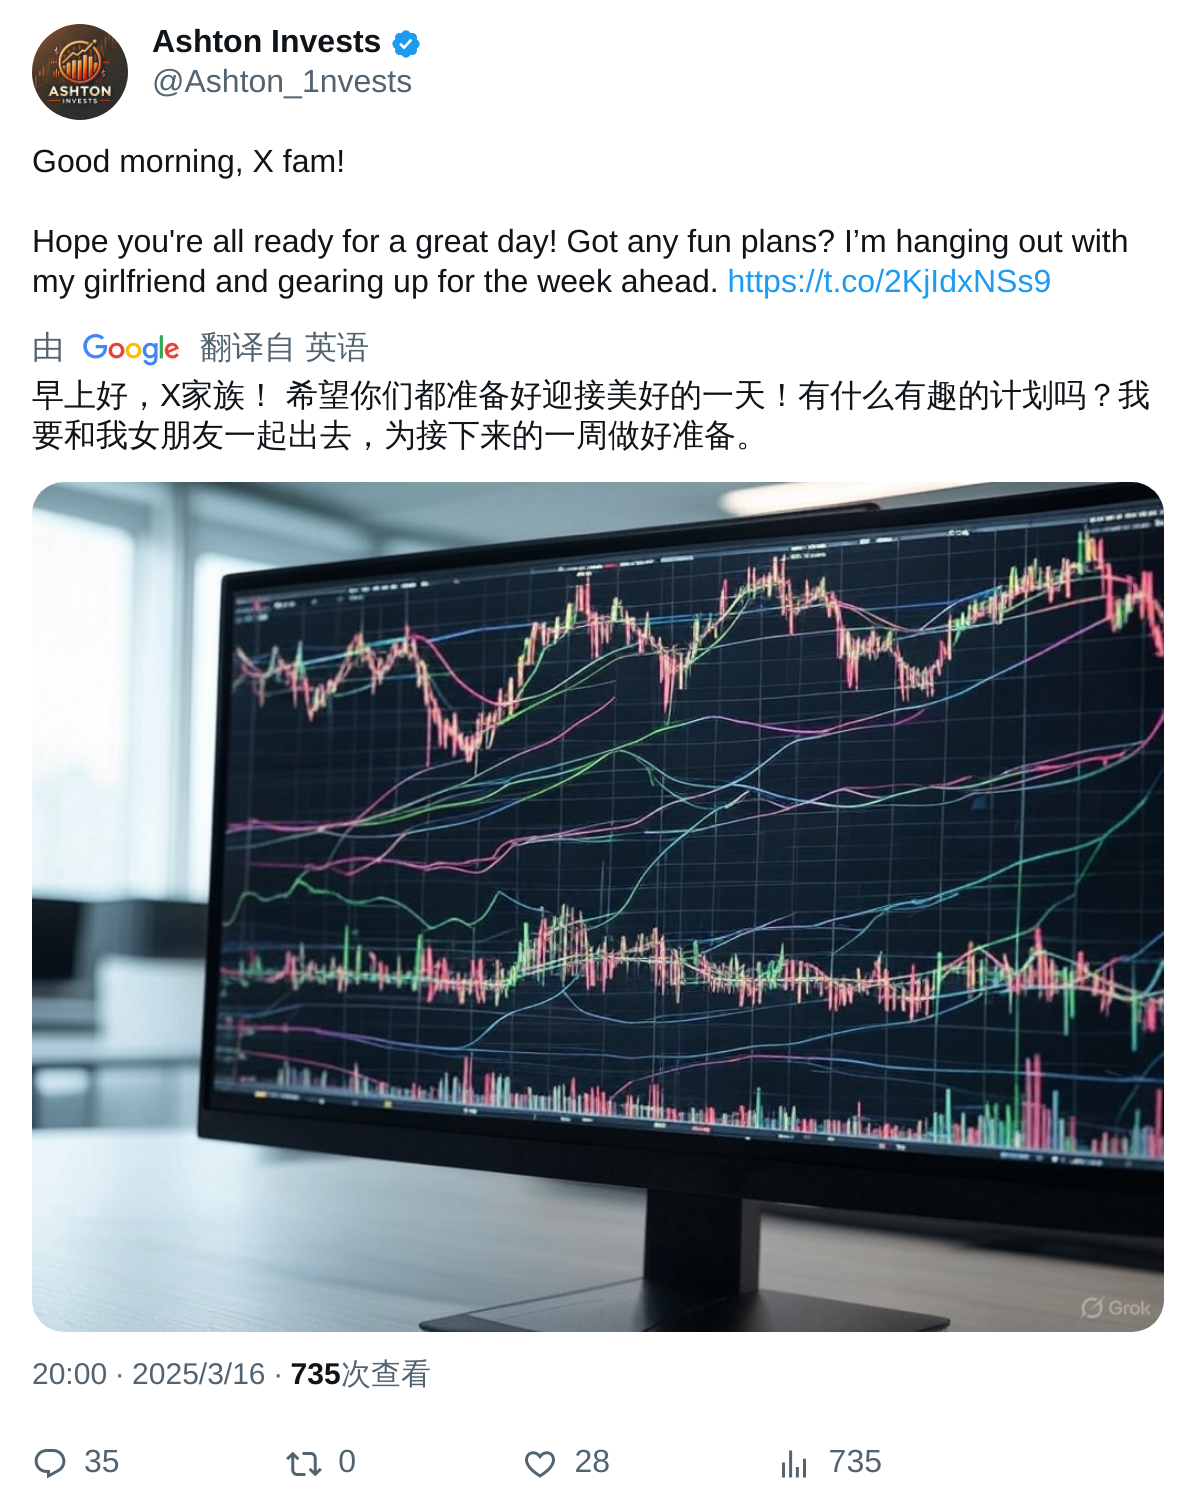 Ashton Invests
@Ashton_1nvests
ASHTON
INVESTS
Good morning, X fam!
Hope you're all ready for a great day! Got any fun plans? I’m hanging out with
my girlfriend and gearing up for the week ahead. https://t.co/2KjIdxNSs9
由 Google 翻译自 英语
早上好，X家族！ 希望你们都准备好迎接美好的一天！有什么有趣的计划吗？我
要和我女朋友一起出去，为接下来的一周做好准备。
Grok
20:00 · 2025/3/16 · 735次查看
35 0 28 735